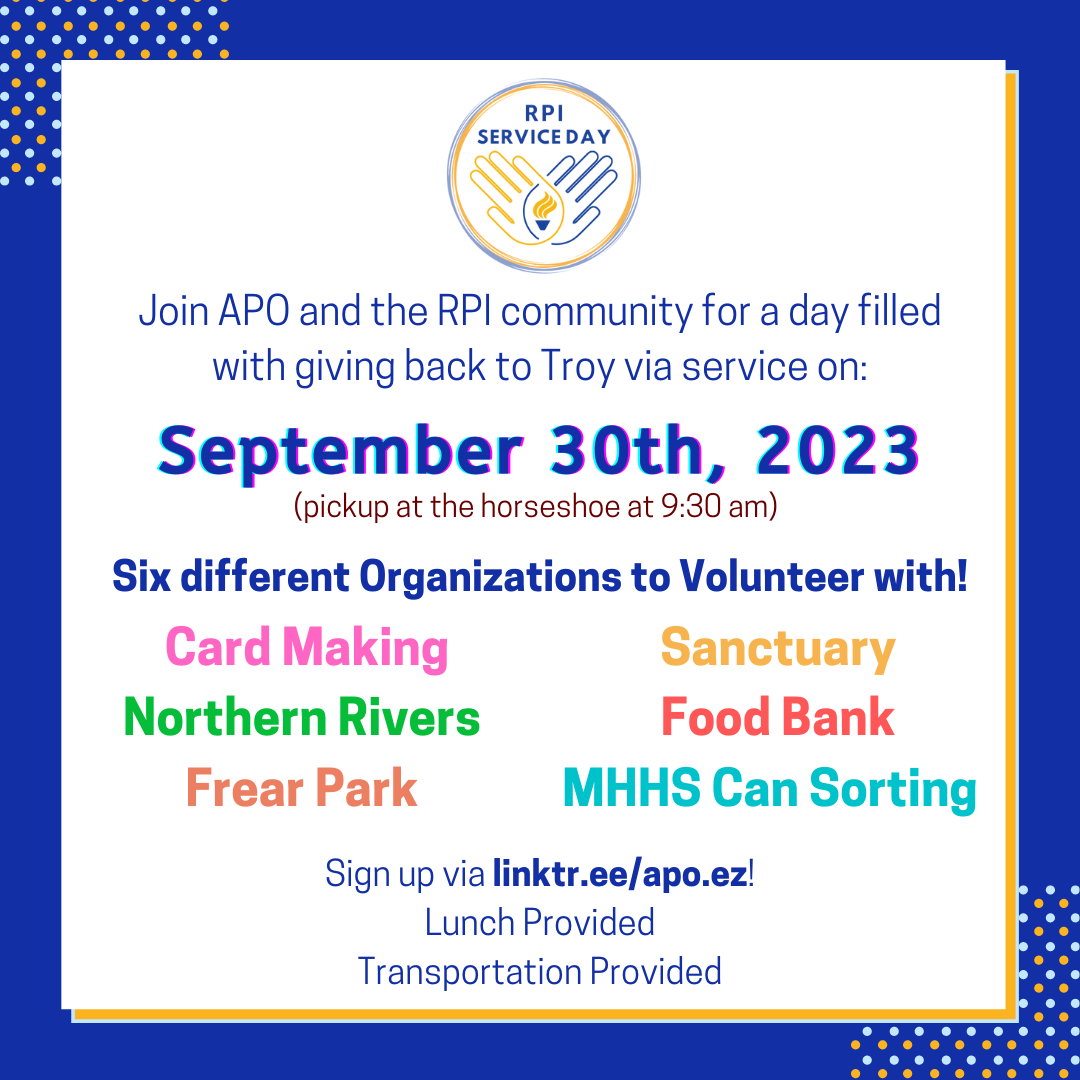 RPI
SERVICE DAY
Join APO and the RPI community for a day filled
with giving back to Troy via service on:
September 30th, 2023
(pickup at the horseshoe at 9:30 am)
Six different Organizations to Volunteer with!
Card Making
Sanctuary
Northern Rivers
Food Bank
Frear Park
MHHS Can Sorting
Sign up via linktr.ee/apo.ez!
Lunch Provided
Transportation Provided